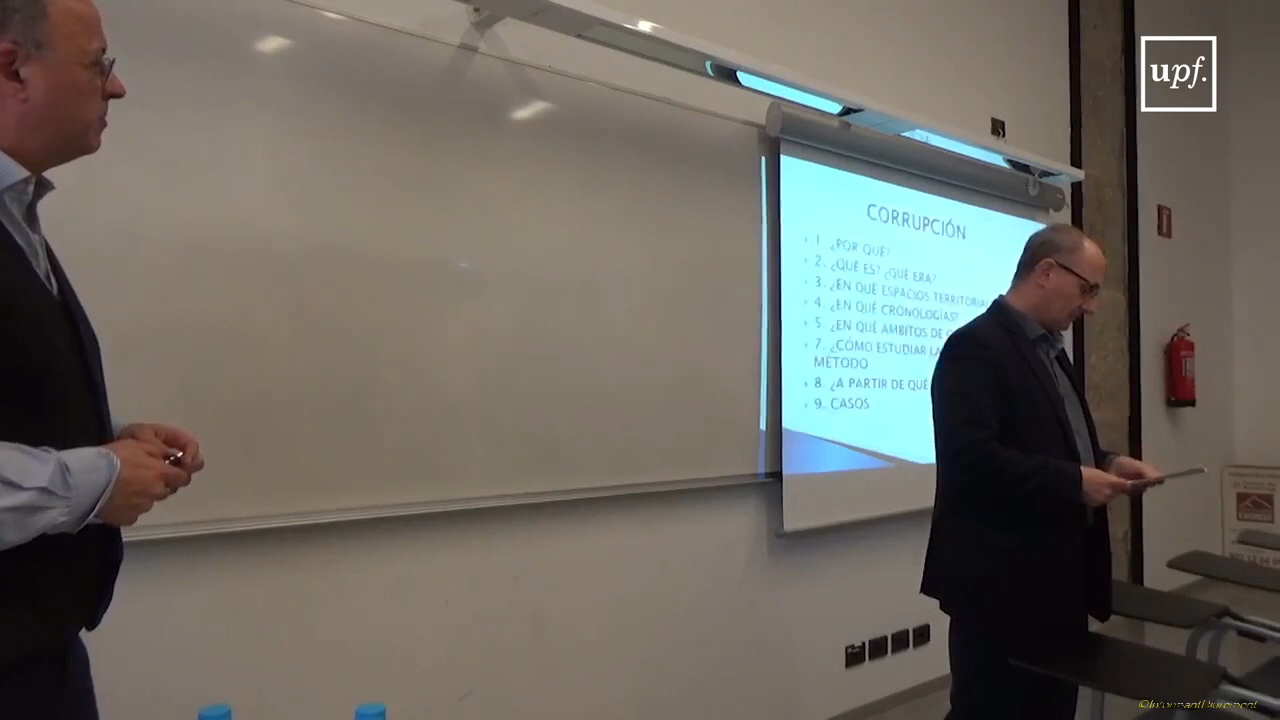 upf.
CORRUPCIÓN
1. ¿POR QUÉ?
2. ¿QUÉ ES? ¿QUÉ ERA?
3. ¿EN QUÉ ESPACIOS
4. ¿EN QUÉ CRONOLOGÍAS?
5. ¿EN QUÉ ÁMBITOS DE
7. ¿CÓMO ESTUDIAR LA
MÉTODO
8. ¿A PARTIR DE QUÉ
9. CASOS